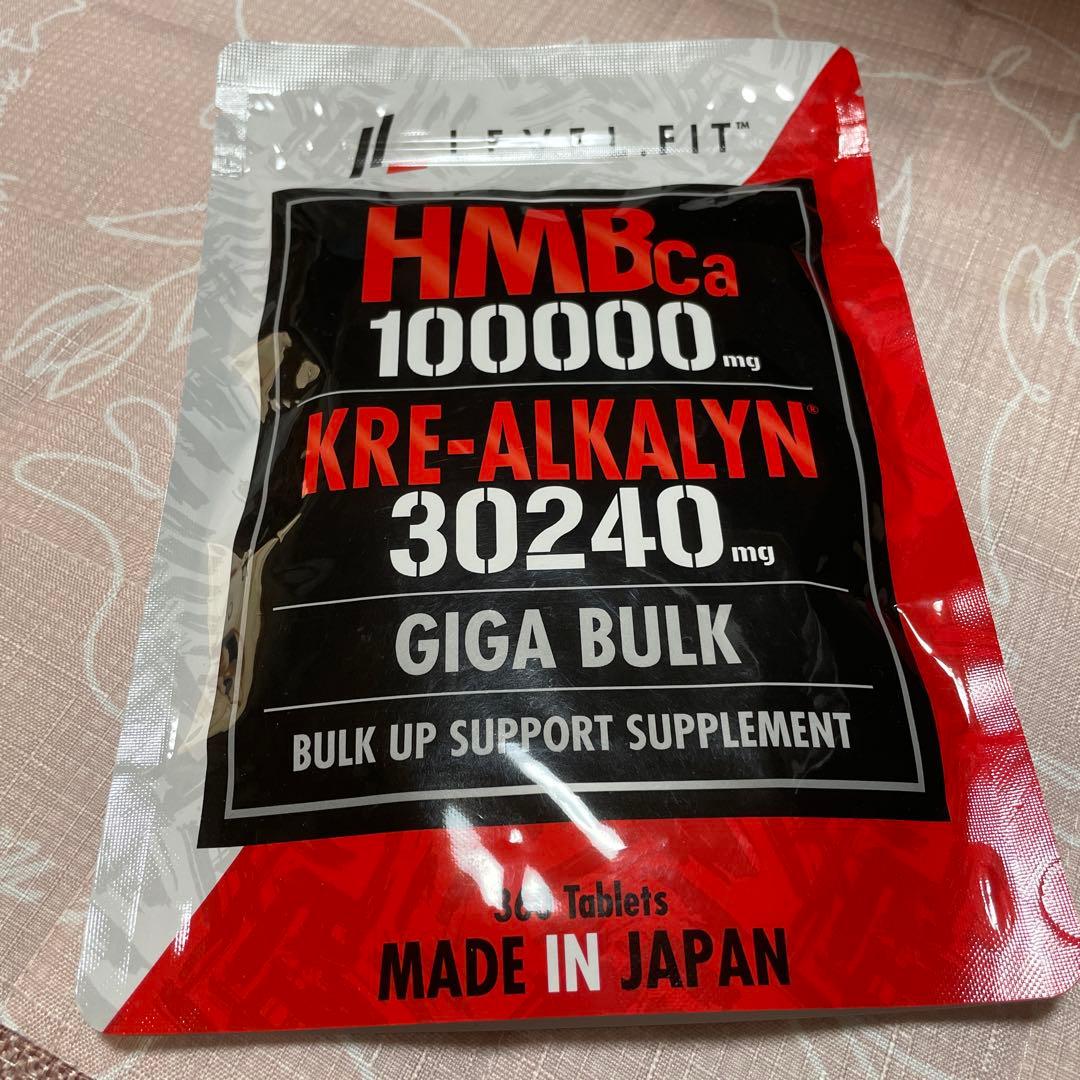 LEVEL FIT™
HMBCa
100000mg
KRE-ALKALYN®
30240mg
GIGA BULK
BULK UP SUPPORT SUPPLEMENT
Tablets
MADE IN JAPAN